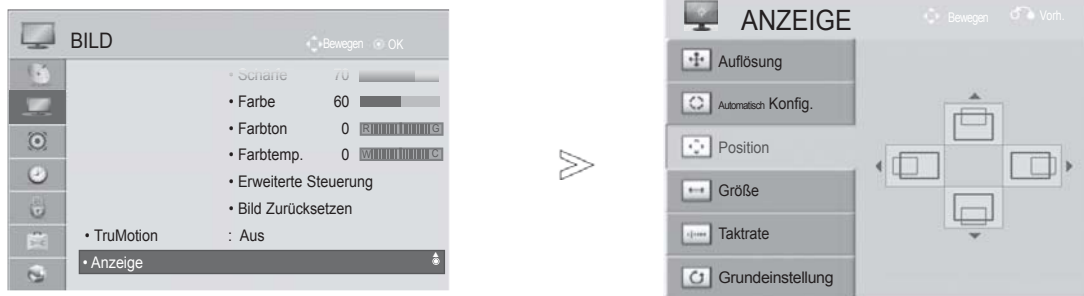 BILD
Bewegen OK
• Schärfe 70
• Farbe 60
• Farbton 0 R G
• Farbtemp. 0 W C
• Erweiterte Steuerung
• Bild Zurücksetzen
• TruMotion : Aus
• Anzeige
ANZEIGE
Bewegen Vorh.
Auflösung
Automatisch Konfig.
Position
Größe
Taktrate
Grundeinstellung